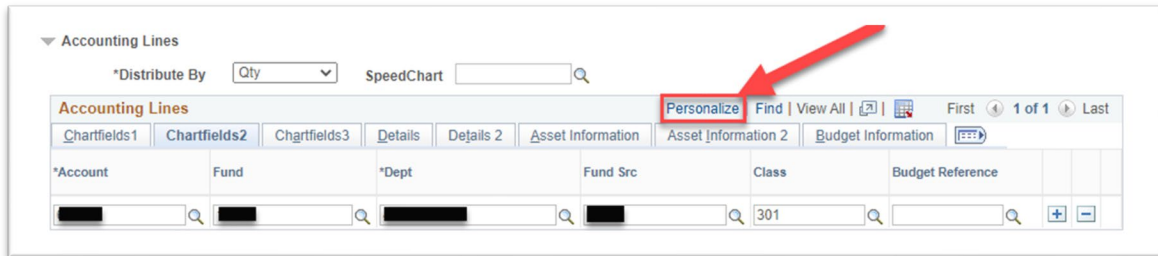 Accounting Lines
*Distribute By Qty SpeedChart
Accounting Lines Personalize Find | View All | | First 1 of 1 Last
Chartfields1 Chartfields2 Chartfields3 Details Details 2 Asset Information Asset Information 2 Budget Information
*Account Fund *Dept Fund Src Class Budget Reference
301